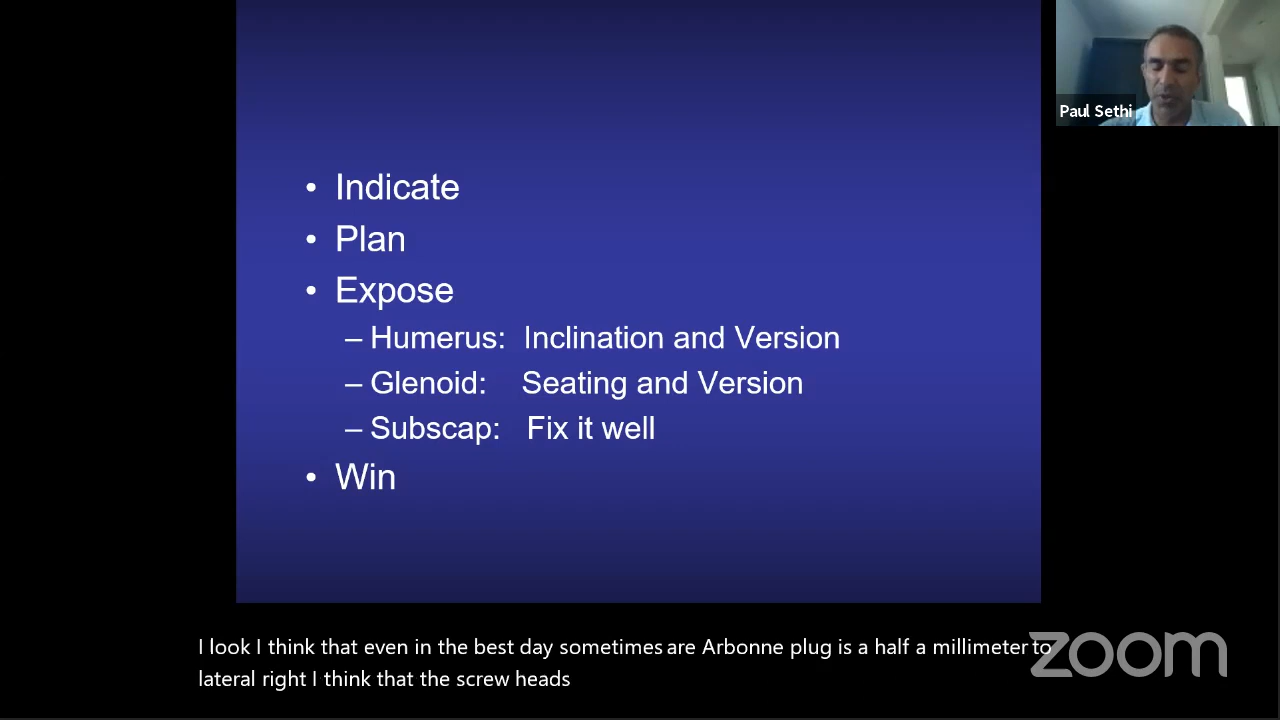 Paul Sethi
• Indicate
• Plan
• Expose
– Humerus: Inclination and Version
– Glenoid: Seating and Version
– Subscap: Fix it well
• Win
I look I think that even in the best day sometimes are Arbonne plug is a half a millimeter to
lateral right I think that the screw heads
zoom